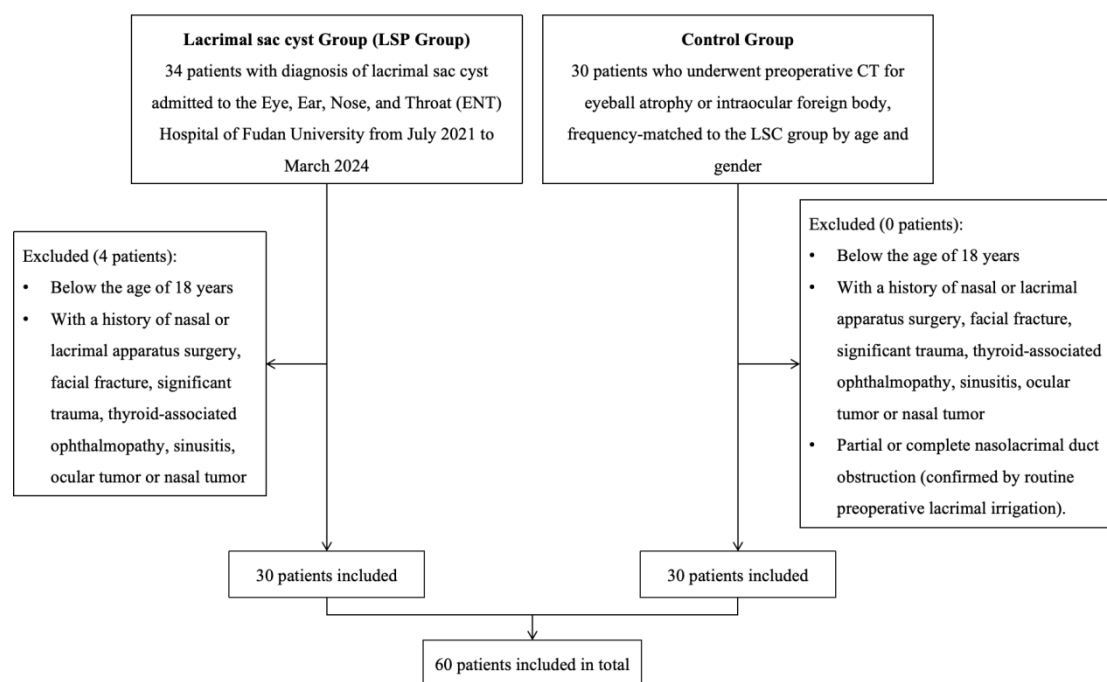 Lacrimal sac cyst Group (LSP Group)
34 patients with diagnosis of lacrimal sac cyst
admitted to the Eye, Ear, Nose, and Throat (ENT)
Hospital of Fudan University from July 2021 to
March 2024
Control Group
30 patients who underwent preoperative CT for
eyeball atrophy or intraocular foreign body,
frequency-matched to the LSC group by age and
gender
Excluded (4 patients):
• Below the age of 18 years
• With a history of nasal or
lacrimal apparatus surgery,
facial fracture, significant
trauma, thyroid-associated
ophthalmopathy, sinusitis,
ocular tumor or nasal tumor
Excluded (0 patients):
• Below the age of 18 years
• With a history of nasal or lacrimal
apparatus surgery, facial fracture,
significant trauma, thyroid-associated
ophthalmopathy, sinusitis, ocular
tumor or nasal tumor
• Partial or complete nasolacrimal duct
obstruction (confirmed by routine
preoperative lacrimal irrigation).
30 patients included
30 patients included
60 patients included in total